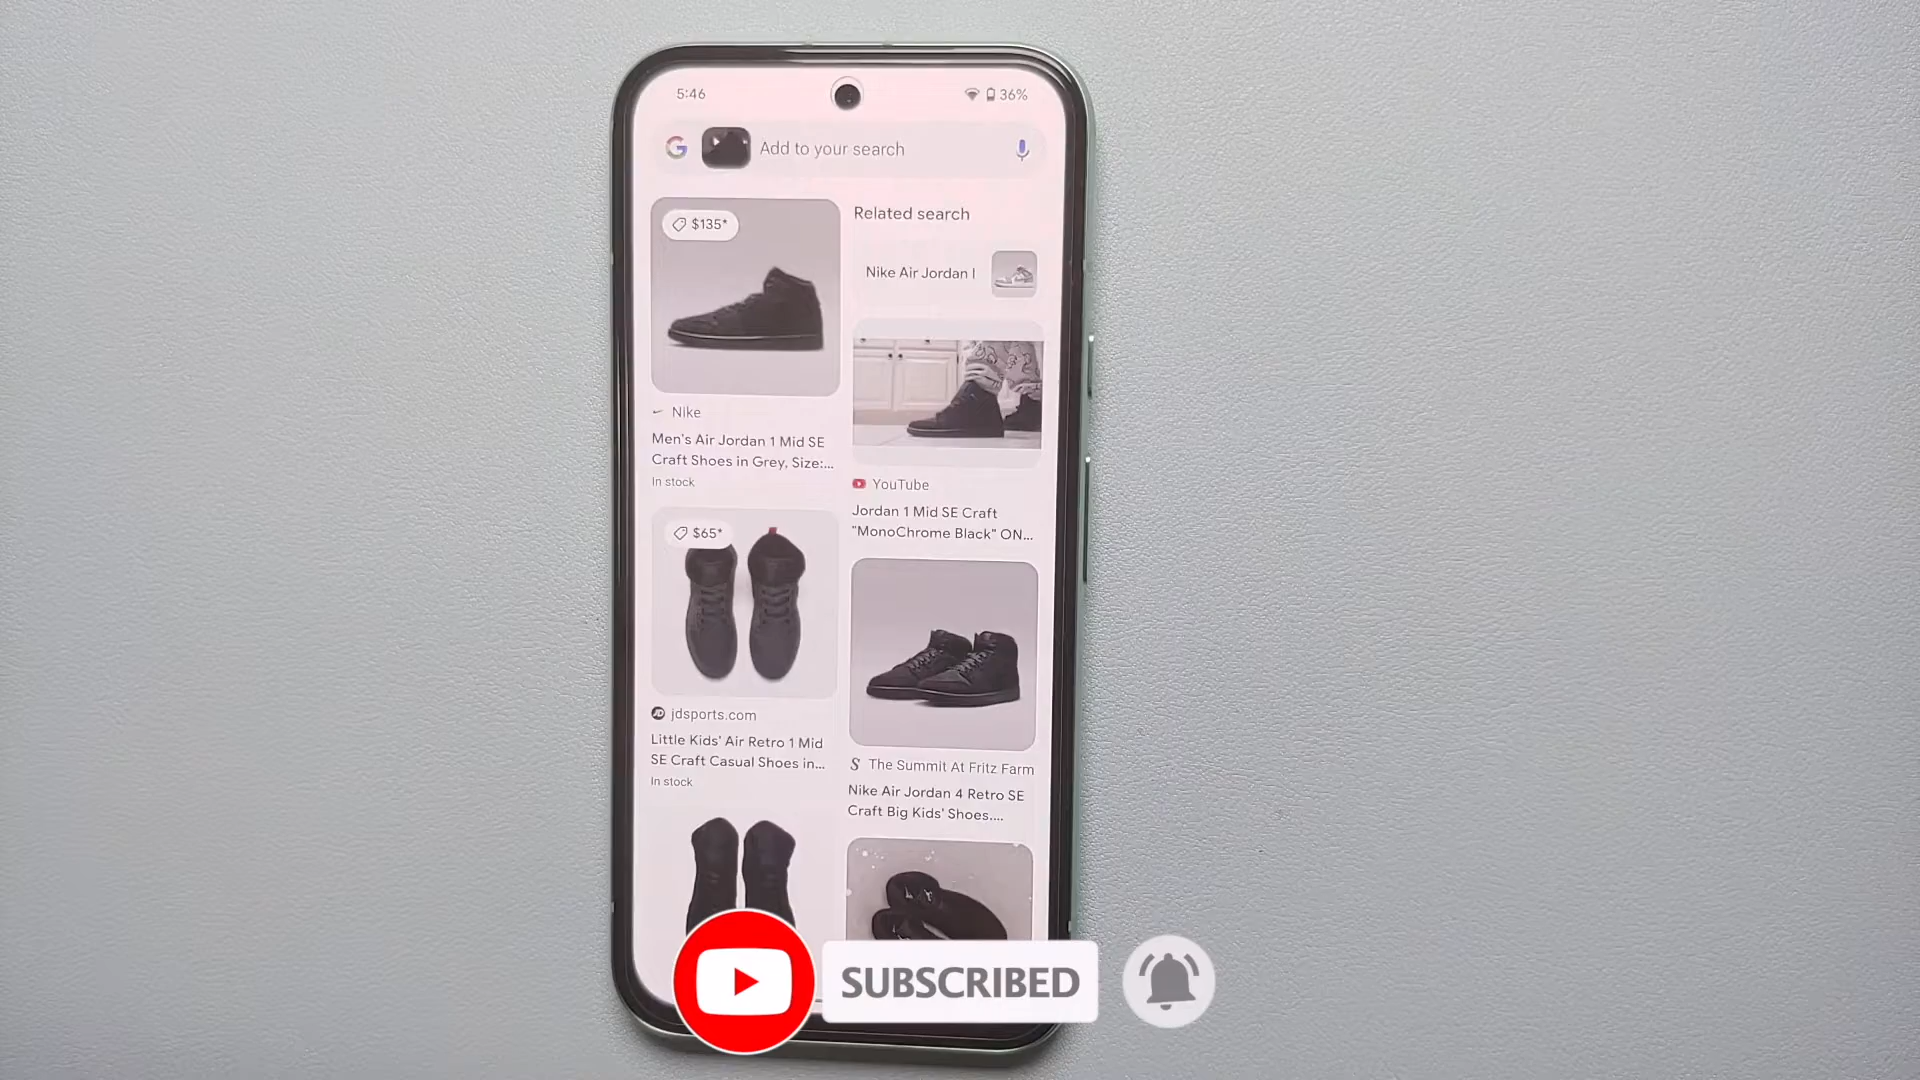 5:46
36%
G
Add to your search
$135*
Nike
Men's Air Jordan 1 Mid SE
Craft Shoes in Grey, Size:...
In stock
$65*
jdsports.com
Little Kids' Air Retro 1 Mid
SE Craft Casual Shoes in...
In stock
Related search
Nike Air Jordan I
YouTube
Jordan 1 Mid SE Craft
"MonoChrome Black" ON...
S The Summit At Fritz Farm
Nike Air Jordan 4 Retro SE
Craft Big Kids' Shoes....
SUBSCRIBED